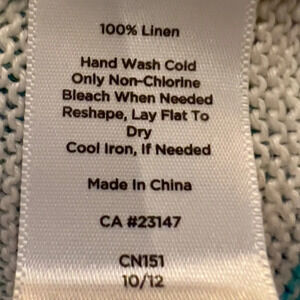 100% Linen
Hand Wash Cold
Only Non-Chlorine
Bleach When Needed
Reshape, Lay Flat To
Dry
Cool Iron, If Needed
Made In China
CA #23147
CN151
10/12